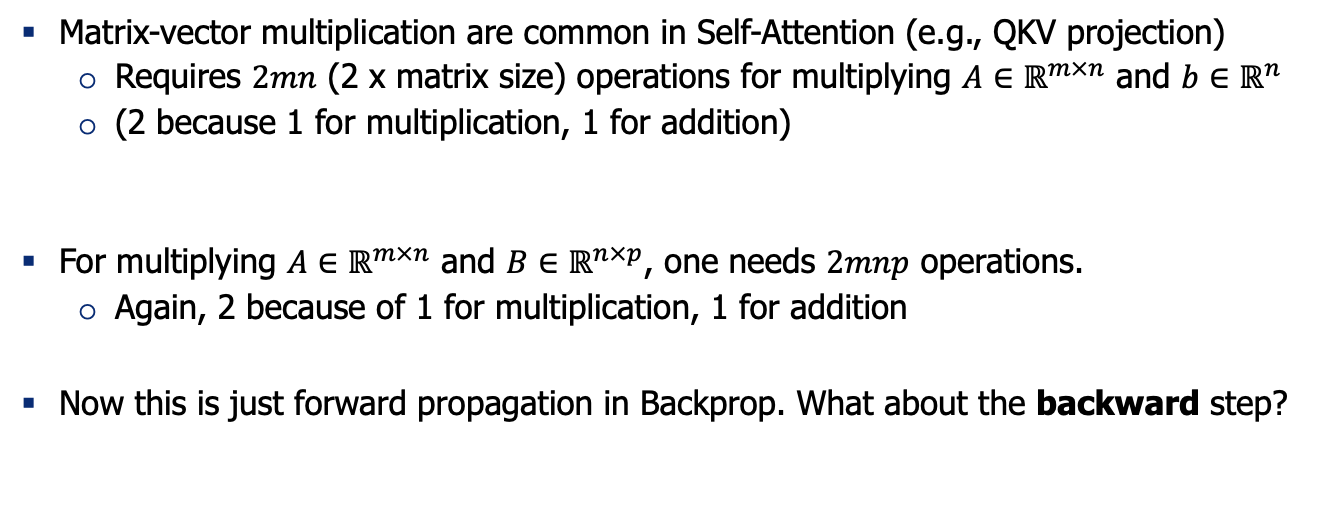 ▪ Matrix-vector multiplication are common in Self-Attention (e.g., QKV projection)
o Requires 2𝑚𝑛 (2 x matrix size) operations for multiplying 𝐴 ∈ ℝ^{𝑚×𝑛} and 𝑏 ∈ ℝ^𝑛
o (2 because 1 for multiplication, 1 for addition)
▪ For multiplying 𝐴 ∈ ℝ^{𝑚×𝑛} and 𝐵 ∈ ℝ^{𝑛×𝑝}, one needs 2𝑚𝑛𝑝 operations.
o Again, 2 because of 1 for multiplication, 1 for addition
▪ Now this is just forward propagation in Backprop. What about the backward step?